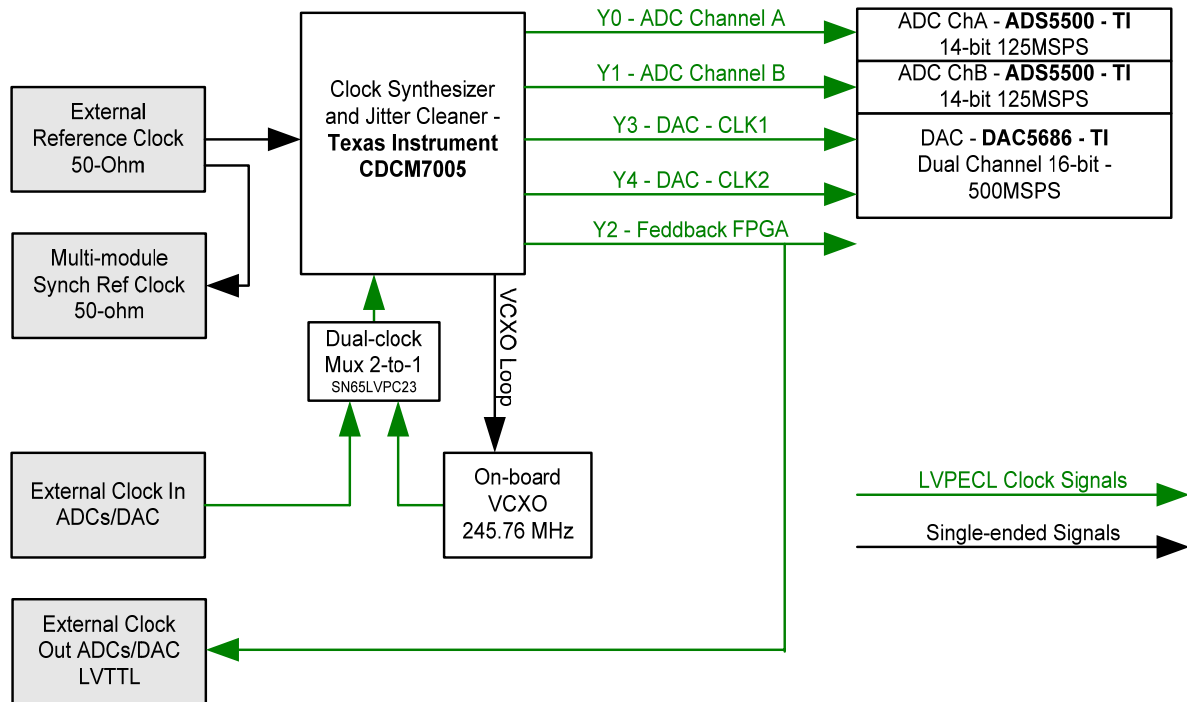 Y0 - ADC Channel A
Y1 - ADC Channel B
Y3 - DAC - CLK1
Y4 - DAC - CLK2
Y2 - Feddback FPGA
ADC ChA - ADS5500 - TI
14-bit 125MSPS
ADC ChB - ADS5500 - TI
14-bit 125MSPS
DAC - DAC5686 - TI
Dual Channel 16-bit -
500MSPS
Clock Synthesizer
and Jitter Cleaner -
Texas Instrument
CDCM7005
External
Reference Clock
50-Ohm
Multi-module
Synch Ref Clock
50-ohm
Dual-clock
Mux 2-to-1
SN65LVPC23
VCXO Loop
On-board
VCXO
245.76 MHz
External Clock In
ADCs/DAC
External Clock
Out ADCs/DAC
LVTTL
LVPECL Clock Signals
Single-ended Signals